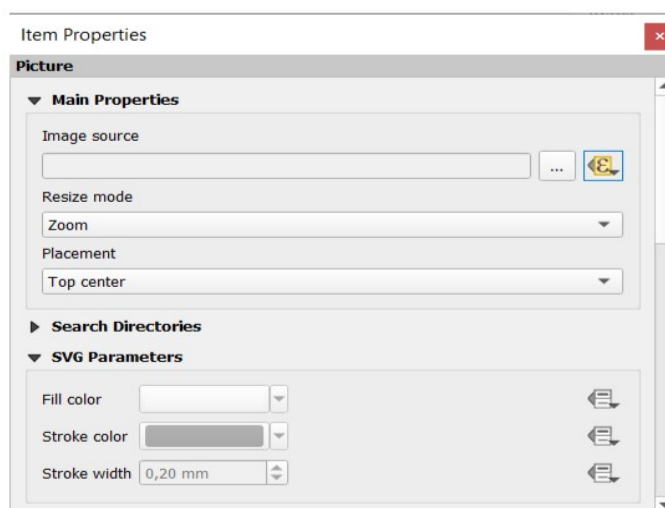 Item Properties
Picture
Main Properties
Image source
...
Resize mode
Zoom
Placement
Top center
Search Directories
SVG Parameters
Fill color
Stroke color
Stroke width 0,20 mm